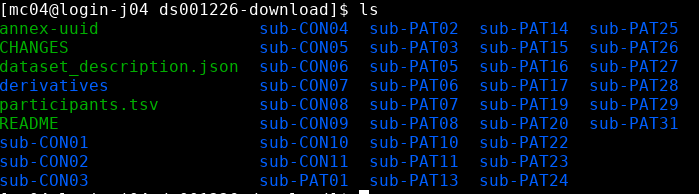 [mc04@login-j04 ds001226-download]$ ls
annex-uuid sub-CON04 sub-PAT02 sub-PAT14 sub-PAT25
CHANGES sub-CON05 sub-PAT03 sub-PAT15 sub-PAT26
dataset_description.json sub-CON06 sub-PAT05 sub-PAT16 sub-PAT27
derivatives sub-CON07 sub-PAT06 sub-PAT17 sub-PAT28
participants.tsv sub-CON08 sub-PAT07 sub-PAT19 sub-PAT29
README sub-CON09 sub-PAT08 sub-PAT20 sub-PAT31
sub-CON01 sub-CON10 sub-PAT10 sub-PAT22
sub-CON02 sub-CON11 sub-PAT11 sub-PAT23
sub-CON03 sub-PAT01 sub-PAT13 sub-PAT24